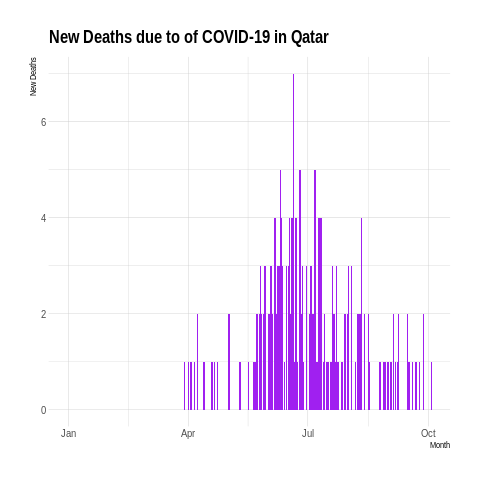 New Deaths due to of COVID-19 in Qatar
New Deaths
6
4
2
0
Jan Apr Jul Oct
Month